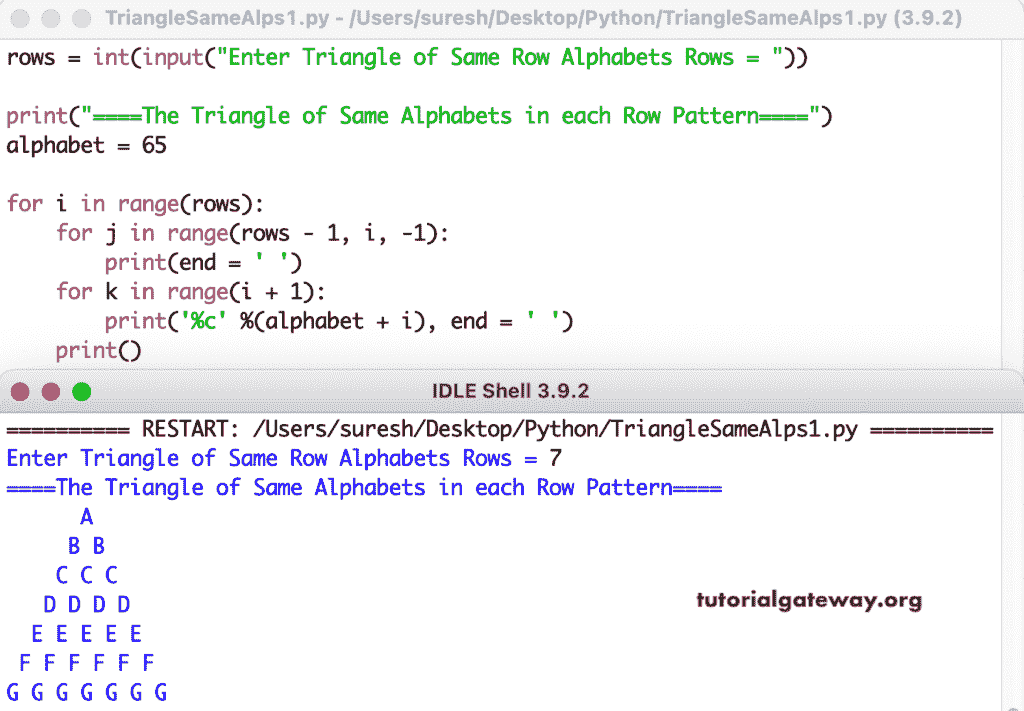 TriangleSameAlps1.py - /Users/suresh/Desktop/Python/TriangleSameAlps1.py (3.9.2)
rows = int(input("Enter Triangle of Same Row Alphabets Rows = "))

print("====The Triangle of Same Alphabets in each Row Pattern====")
alphabet = 65

for i in range(rows):
    for j in range(rows - 1, i, -1):
        print(end = ' ')
    for k in range(i + 1):
        print('%c' %(alphabet + i), end = ' ')
    print()
IDLE Shell 3.9.2
========== RESTART: /Users/suresh/Desktop/Python/TriangleSameAlps1.py ==========
Enter Triangle of Same Row Alphabets Rows = 7
====The Triangle of Same Alphabets in each Row Pattern====
      A
     B B
    C C C
   D D D D
tutorialgateway.org
  E E E E E
 F F F F F F
G G G G G G G